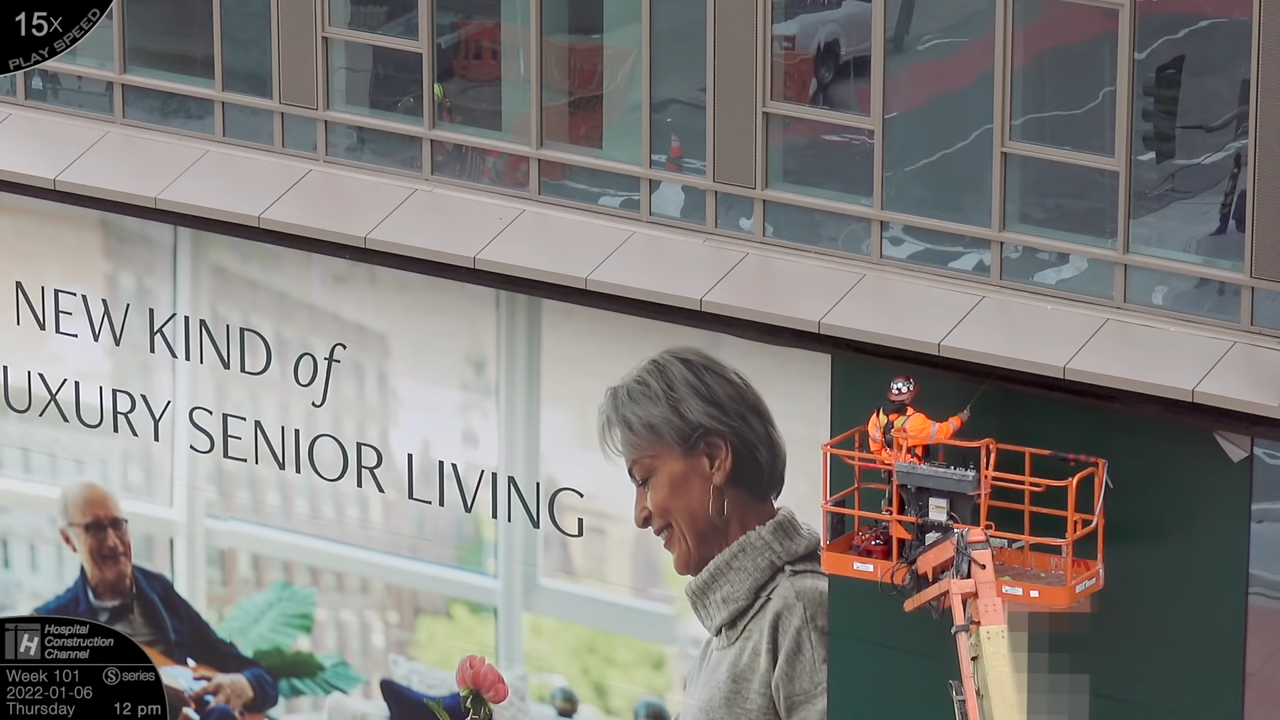 15x
PLAY SPEED
NEW KIND of
UXURY SENIOR LIVING
H
Hospital
Construction
Channel
Week 101
S series
2022-01-06
Thursday
12 pm